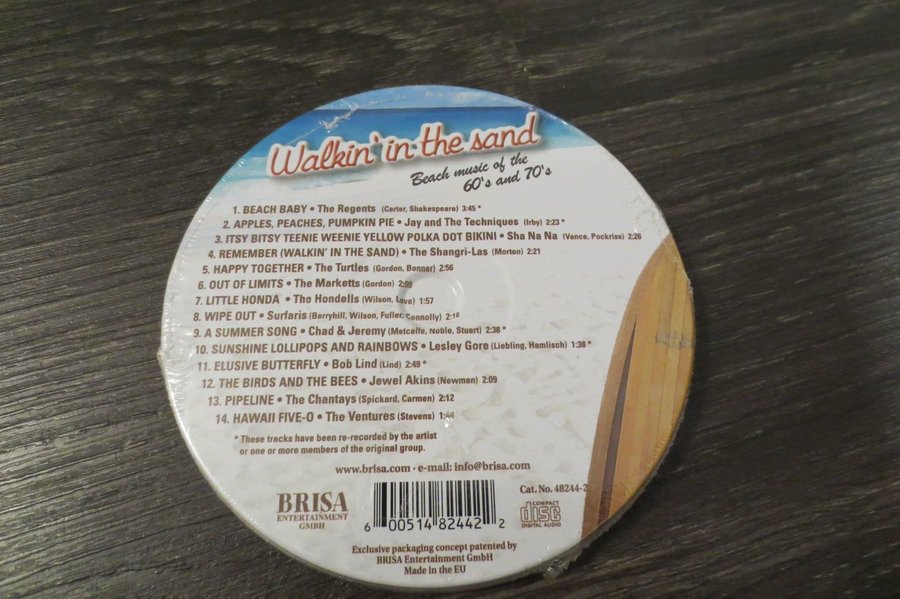 Walkin' in the sand
Beach music of the
60's and 70's
1. BEACH BABY • The Regents (Carter, Shakespeare) 3:45 *
2. APPLES, PEACHES, PUMPKIN PIE • Jay and The Techniques (Irby) 2:23 *
3. ITSY BITSY TEENIE WEENIE YELLOW POLKA DOT BIKINI • Sha Na Na (Vance, Pockriss) 2:28
4. REMEMBER (WALKIN' IN THE SAND) • The Shangri-Las (Morton) 2:21
5. HAPPY TOGETHER • The Turtles (Gordon, Bonner) 2:56
6. OUT OF LIMITS • The Marketts (Gordon) 2:09
7. LITTLE HONDA • The Hondells (Wilson, Love) 1:57
8. WIPE OUT • Surfaris (Berryhill, Wilson, Fuller, Connolly) 2:18
9. A SUMMER SONG • Chad & Jeremy (Metcalfe, Noble, Stuart) 2:38 *
10. SUNSHINE LOLLIPOPS AND RAINBOWS • Lesley Gore (Liebling, Hamlisch) 1:38 *
11. ELUSIVE BUTTERFLY • Bob Lind (Lind) 2:49 *
12. THE BIRDS AND THE BEES • Jewel Akins (Newman) 2:09
13. PIPELINE • The Chantays (Spickard, Carmen) 2:12
14. HAWAII FIVE-O • The Ventures (Stevens)
* These tracks have been re-recorded by the artist
or one or more members of the original group.
www.brisa.com · e-mail: info@brisa.com
BRISA
ENTERTAINMENT
GMBH
6 00514 82442 2
Cat. No. 48244-2
COMPACT
disc
DIGITAL AUDIO
Exclusive packaging concept patented by
BRISA Entertainment GmbH
Made in the EU